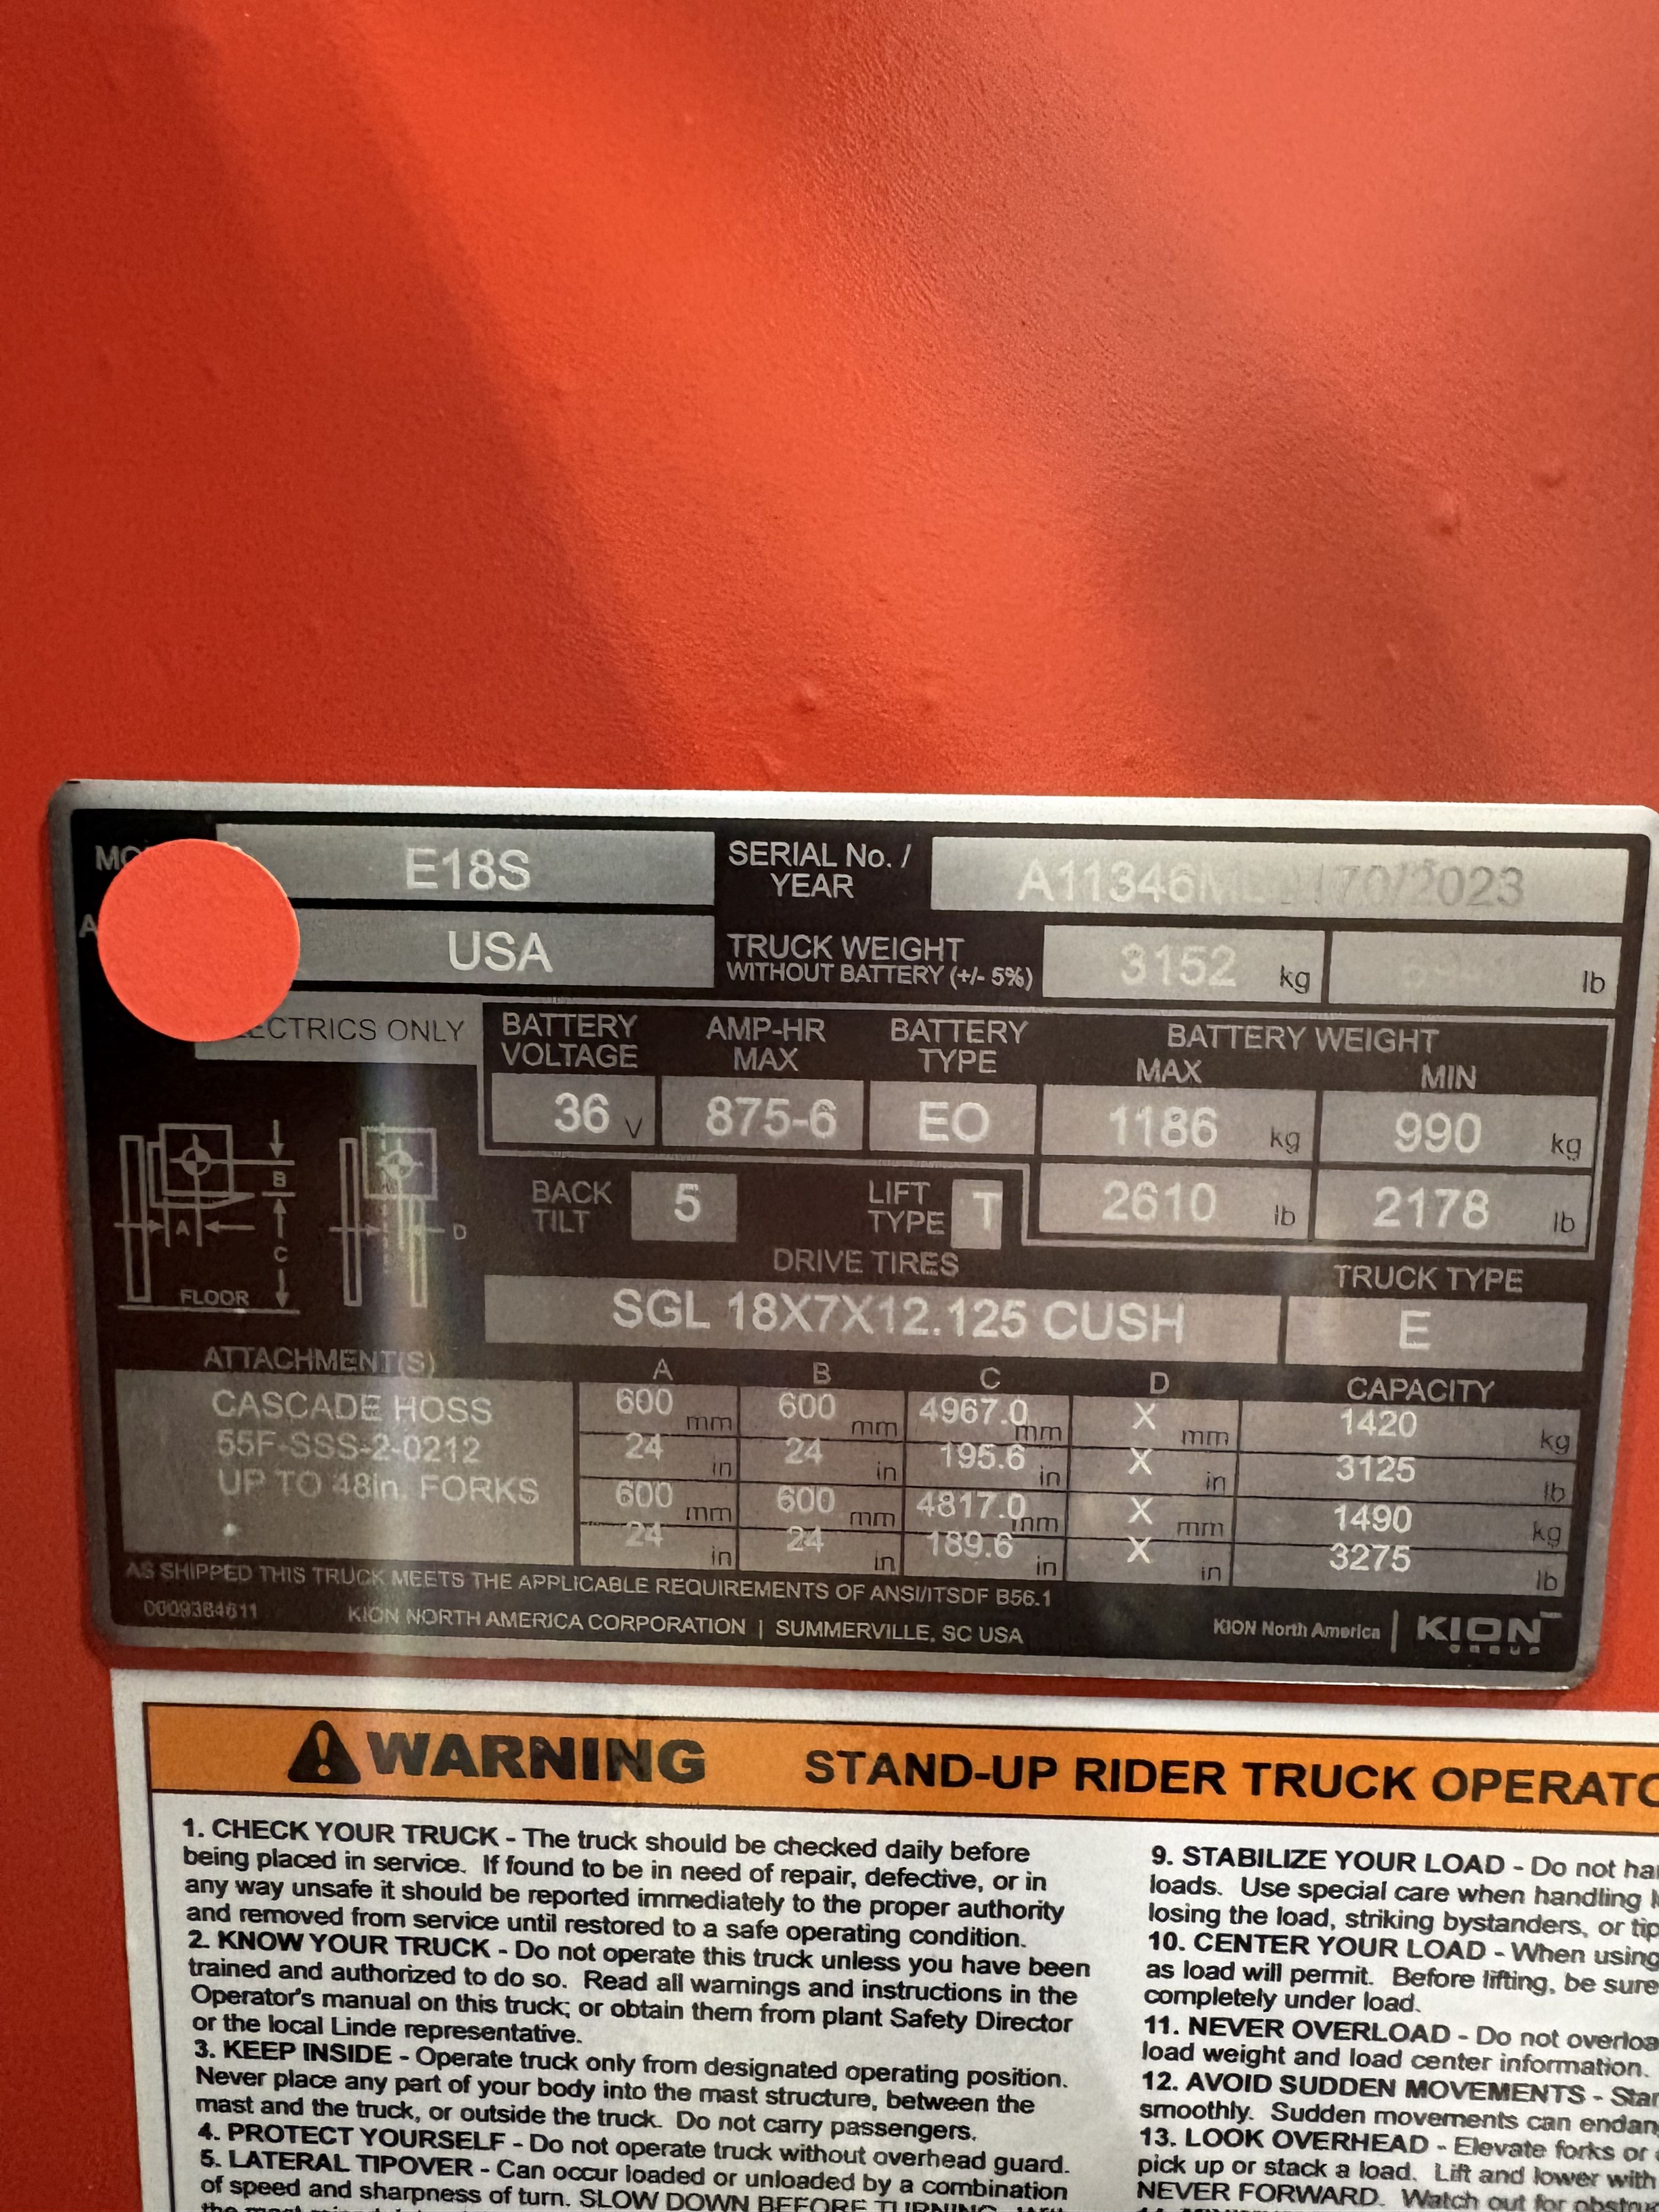 E18S
SERIAL No. /
YEAR
USA
TRUCK WEIGHT
WITHOUT BATTERY (+/- 5%)
3152 kg
lb
ELECTRICS ONLY
BATTERY VOLTAGE
AMP-HR MAX
BATTERY TYPE
BATTERY WEIGHT
MAX
MIN
36 V
875-6
EO
1186 kg
990 kg
2610 lb
2178 lb
BACK TILT
5
LIFT TYPE
T
A
B
C
D
FLOOR
DRIVE TIRES
TRUCK TYPE
SGL 18X7X12.125 CUSH
E
ATTACHMENT(S)
A B C D CAPACITY
CASCADE HOSS
55F-SSS-2-0212
UP TO 48in. FORKS
600 mm 600 mm 4967.0 mm X mm 1420 kg
24 in 24 in 195.6 in X in 3125 lb
600 mm 600 mm 4817.0 mm X mm 1490 kg
24 in 24 in 189.6 in X in 3275 lb
AS SHIPPED THIS TRUCK MEETS THE APPLICABLE REQUIREMENTS OF ANSI/ITSDF B56.1
0009384611
KION NORTH AMERICA CORPORATION | SUMMERVILLE, SC USA
KION North America | KION
GROUP
WARNING STAND-UP RIDER TRUCK
1. CHECK YOUR TRUCK - The truck should be checked daily before
being placed in service. If found to be in need of repair, defective, or in
any way unsafe it should be reported immediately to the proper authority
and removed from service until restored to a safe operating condition.
2. KNOW YOUR TRUCK - Do not operate this truck unless you have been
trained and authorized to do so. Read all warnings and instructions in the
Operator's manual on this truck; or obtain them from plant Safety Director
or the local Linde representative.
3. KEEP INSIDE - Operate truck only from designated operating position.
Never place any part of your body into the mast structure, between the
mast and the truck, or outside the truck. Do not carry passengers.
4. PROTECT YOURSELF - Do not operate truck without overhead guard.
5. LATERAL TIPOVER - Can occur loaded or unloaded by a combination
of speed and sharpness of turn. SLOW DOWN BEFORE TURNING.
9. STABILIZE YOUR LOAD - Do not
loads. Use special care when handling
losing the load, striking bystanders, or
10. CENTER YOUR LOAD - When using
as load will permit. Before lifting, be sure
completely under load.
11. NEVER OVERLOAD - Do not
load weight and load center information.
12. AVOID SUDDEN MOVEMENTS -
smoothly. Sudden movements can
13. LOOK OVERHEAD - Elevate forks or
pick up or stack a load. Lift and lower with
NEVER FORWARD. Watch out for